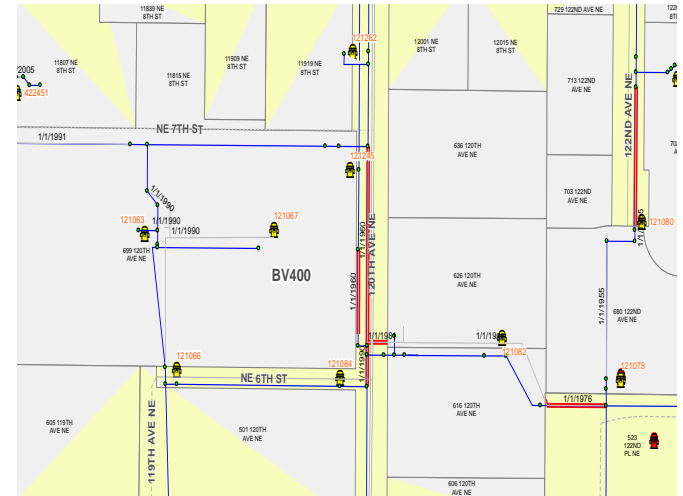 11839 NE
8TH ST
729 122ND AVE NE
11807 NE
8TH ST
11815 NE
8TH ST
11909 NE
8TH ST
11919 NE
8TH ST
121262
12001 NE
8TH ST
12015 NE
8TH ST
713 122ND
AVE NE
422451
NE 7TH ST
1/1/1991
636 120TH
AVE NE
122ND AVE NE
121245
703 122ND
AVE NE
1/1/1990
121063
1/1/1990
1/1/1990
121067
121080
699 120TH
AVE NE
BV400
1/1/1960
1/1/1960
120TH AVE NE
626 120TH
AVE NE
1/1/1955
680 122ND
AVE NE
121066
121084
1/1/1990
121082
121078
NE 6TH ST
1/1/1976
616 120TH
AVE NE
605 119TH
AVE NE
119TH AVE NE
501 120TH
AVE NE
523
122ND
PL NE
606 120TH
AVE NE